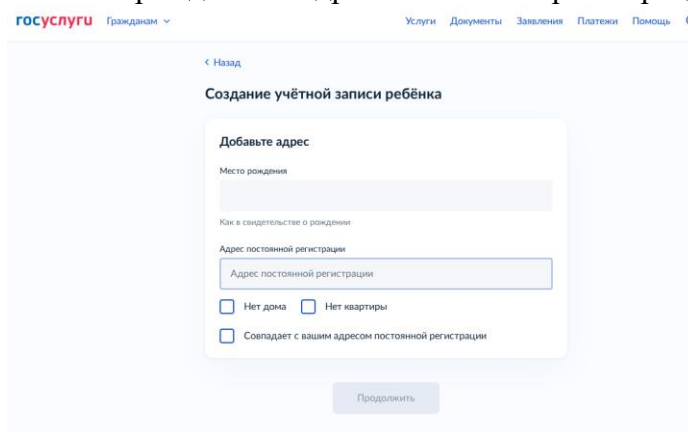 госуслуги Гражданам Услуги Документы Заявления Платежи Помощь
Назад
Создание учётной записи ребёнка
Добавьте адрес
Место рождения
Как в свидетельстве о рождении
Адрес постоянной регистрации
Адрес постоянной регистрации
Нет дома Нет квартиры
Совпадает с вашим адресом постоянной регистрации
Продолжить